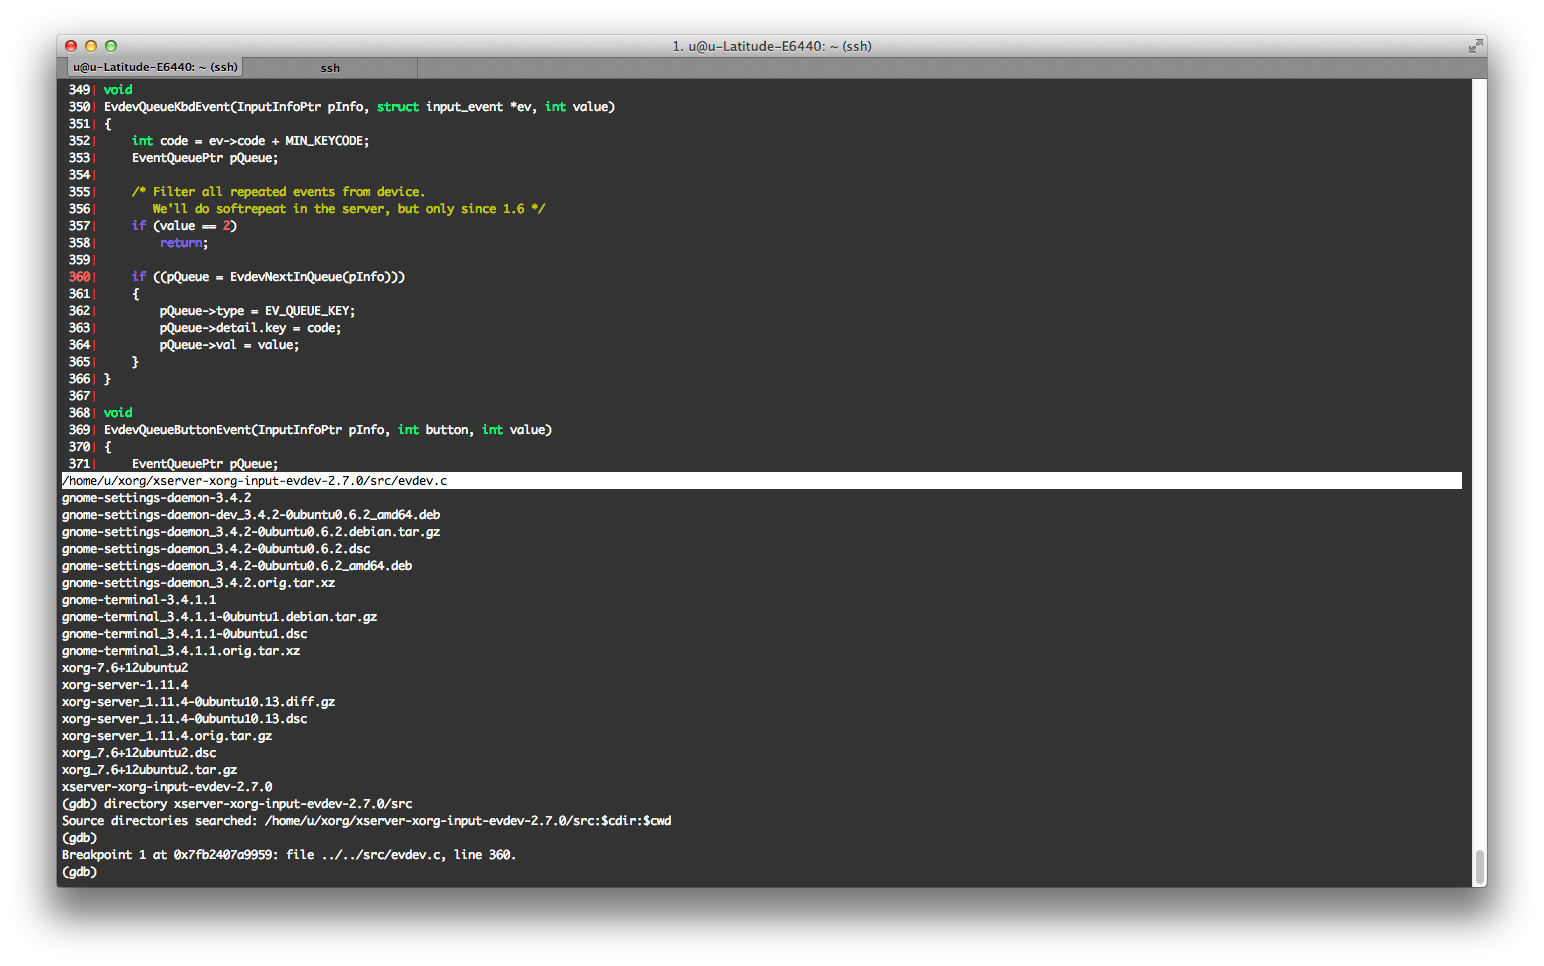 1. u@u-Latitude-E6440: ~ (ssh)
u@u-Latitude-E6440: ~ (ssh) ssh
349| void
350| EvdevQueueKbdEvent(InputInfoPtr pInfo, struct input_event *ev, int value)
351| {
352|     int code = ev->code + MIN_KEYCODE;
353|     EventQueuePtr pQueue;
354|
355|     /* Filter all repeated events from device.
356|        We'll do softrepeat in the server, but only since 1.6 */
357|     if (value == 2)
358|         return;
359|
360|     if ((pQueue = EvdevNextInQueue(pInfo)))
361|     {
362|         pQueue->type = EV_QUEUE_KEY;
363|         pQueue->detail.key = code;
364|         pQueue->val = value;
365|     }
366| }
367|
368| void
369| EvdevQueueButtonEvent(InputInfoPtr pInfo, int button, int value)
370| {
371|     EventQueuePtr pQueue;
/home/u/xorg/xserver-xorg-input-evdev-2.7.0/src/evdev.c
gnome-settings-daemon-3.4.2
gnome-settings-daemon-dev_3.4.2-0ubuntu0.6.2_amd64.deb
gnome-settings-daemon_3.4.2-0ubuntu0.6.2.debian.tar.gz
gnome-settings-daemon_3.4.2-0ubuntu0.6.2.dsc
gnome-settings-daemon_3.4.2-0ubuntu0.6.2_amd64.deb
gnome-settings-daemon_3.4.2.orig.tar.xz
gnome-terminal-3.4.1.1
gnome-terminal_3.4.1.1-0ubuntu1.debian.tar.gz
gnome-terminal_3.4.1.1-0ubuntu1.dsc
gnome-terminal_3.4.1.1.orig.tar.xz
xorg-7.6+12ubuntu2
xorg-server-1.11.4
xorg-server_1.11.4-0ubuntu10.13.diff.gz
xorg-server_1.11.4-0ubuntu10.13.dsc
xorg-server_1.11.4.orig.tar.gz
xorg_7.6+12ubuntu2.dsc
xorg_7.6+12ubuntu2.tar.gz
xserver-xorg-input-evdev-2.7.0
(gdb) directory xserver-xorg-input-evdev-2.7.0/src
Source directories searched: /home/u/xorg/xserver-xorg-input-evdev-2.7.0/src:$cdir:$cwd
(gdb)
Breakpoint 1 at 0x7fb2407a9959: file ../../src/evdev.c, line 360.
(gdb)